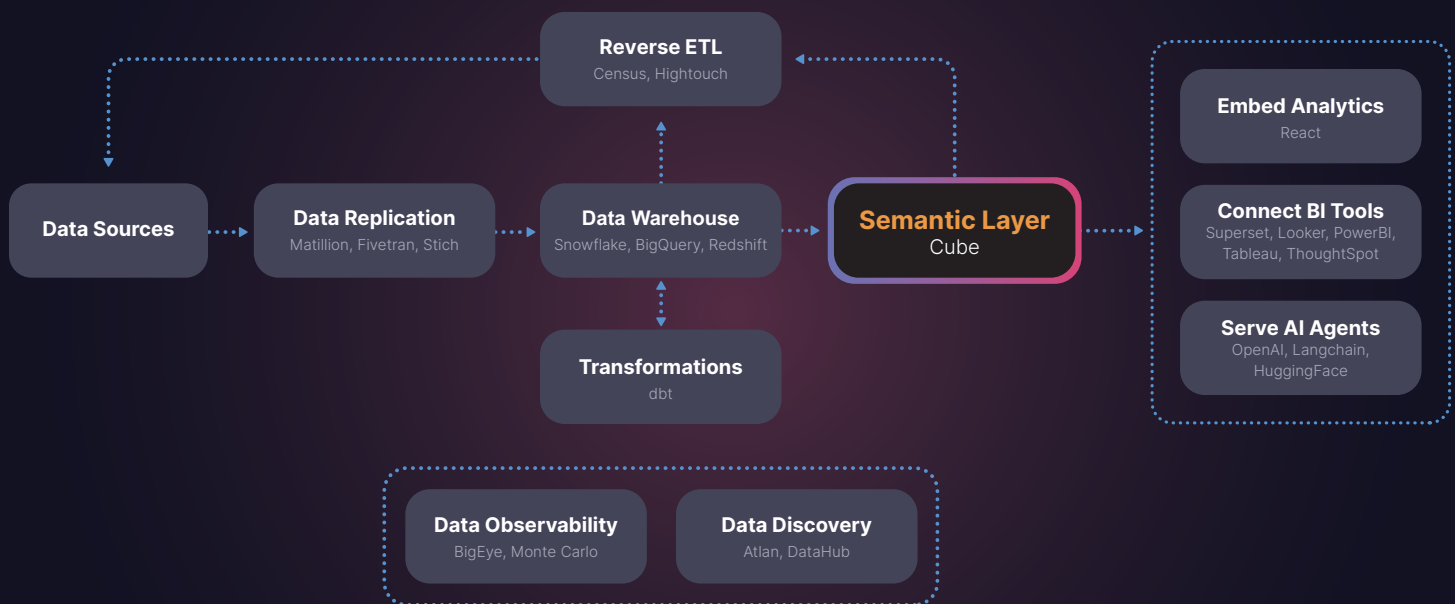 Reverse ETL
Census, Hightouch
Data Sources
Data Replication
Matillion, Fivetran, Stich
Data Warehouse
Snowflake, BigQuery, Redshift
Semantic Layer
Cube
Transformations
dbt
Embed Analytics
React
Connect BI Tools
Superset, Looker, PowerBI,
Tableau, ThoughtSpot
Serve AI Agents
OpenAI, Langchain,
HuggingFace
Data Observability
BigEye, Monte Carlo
Data Discovery
Atlan, DataHub